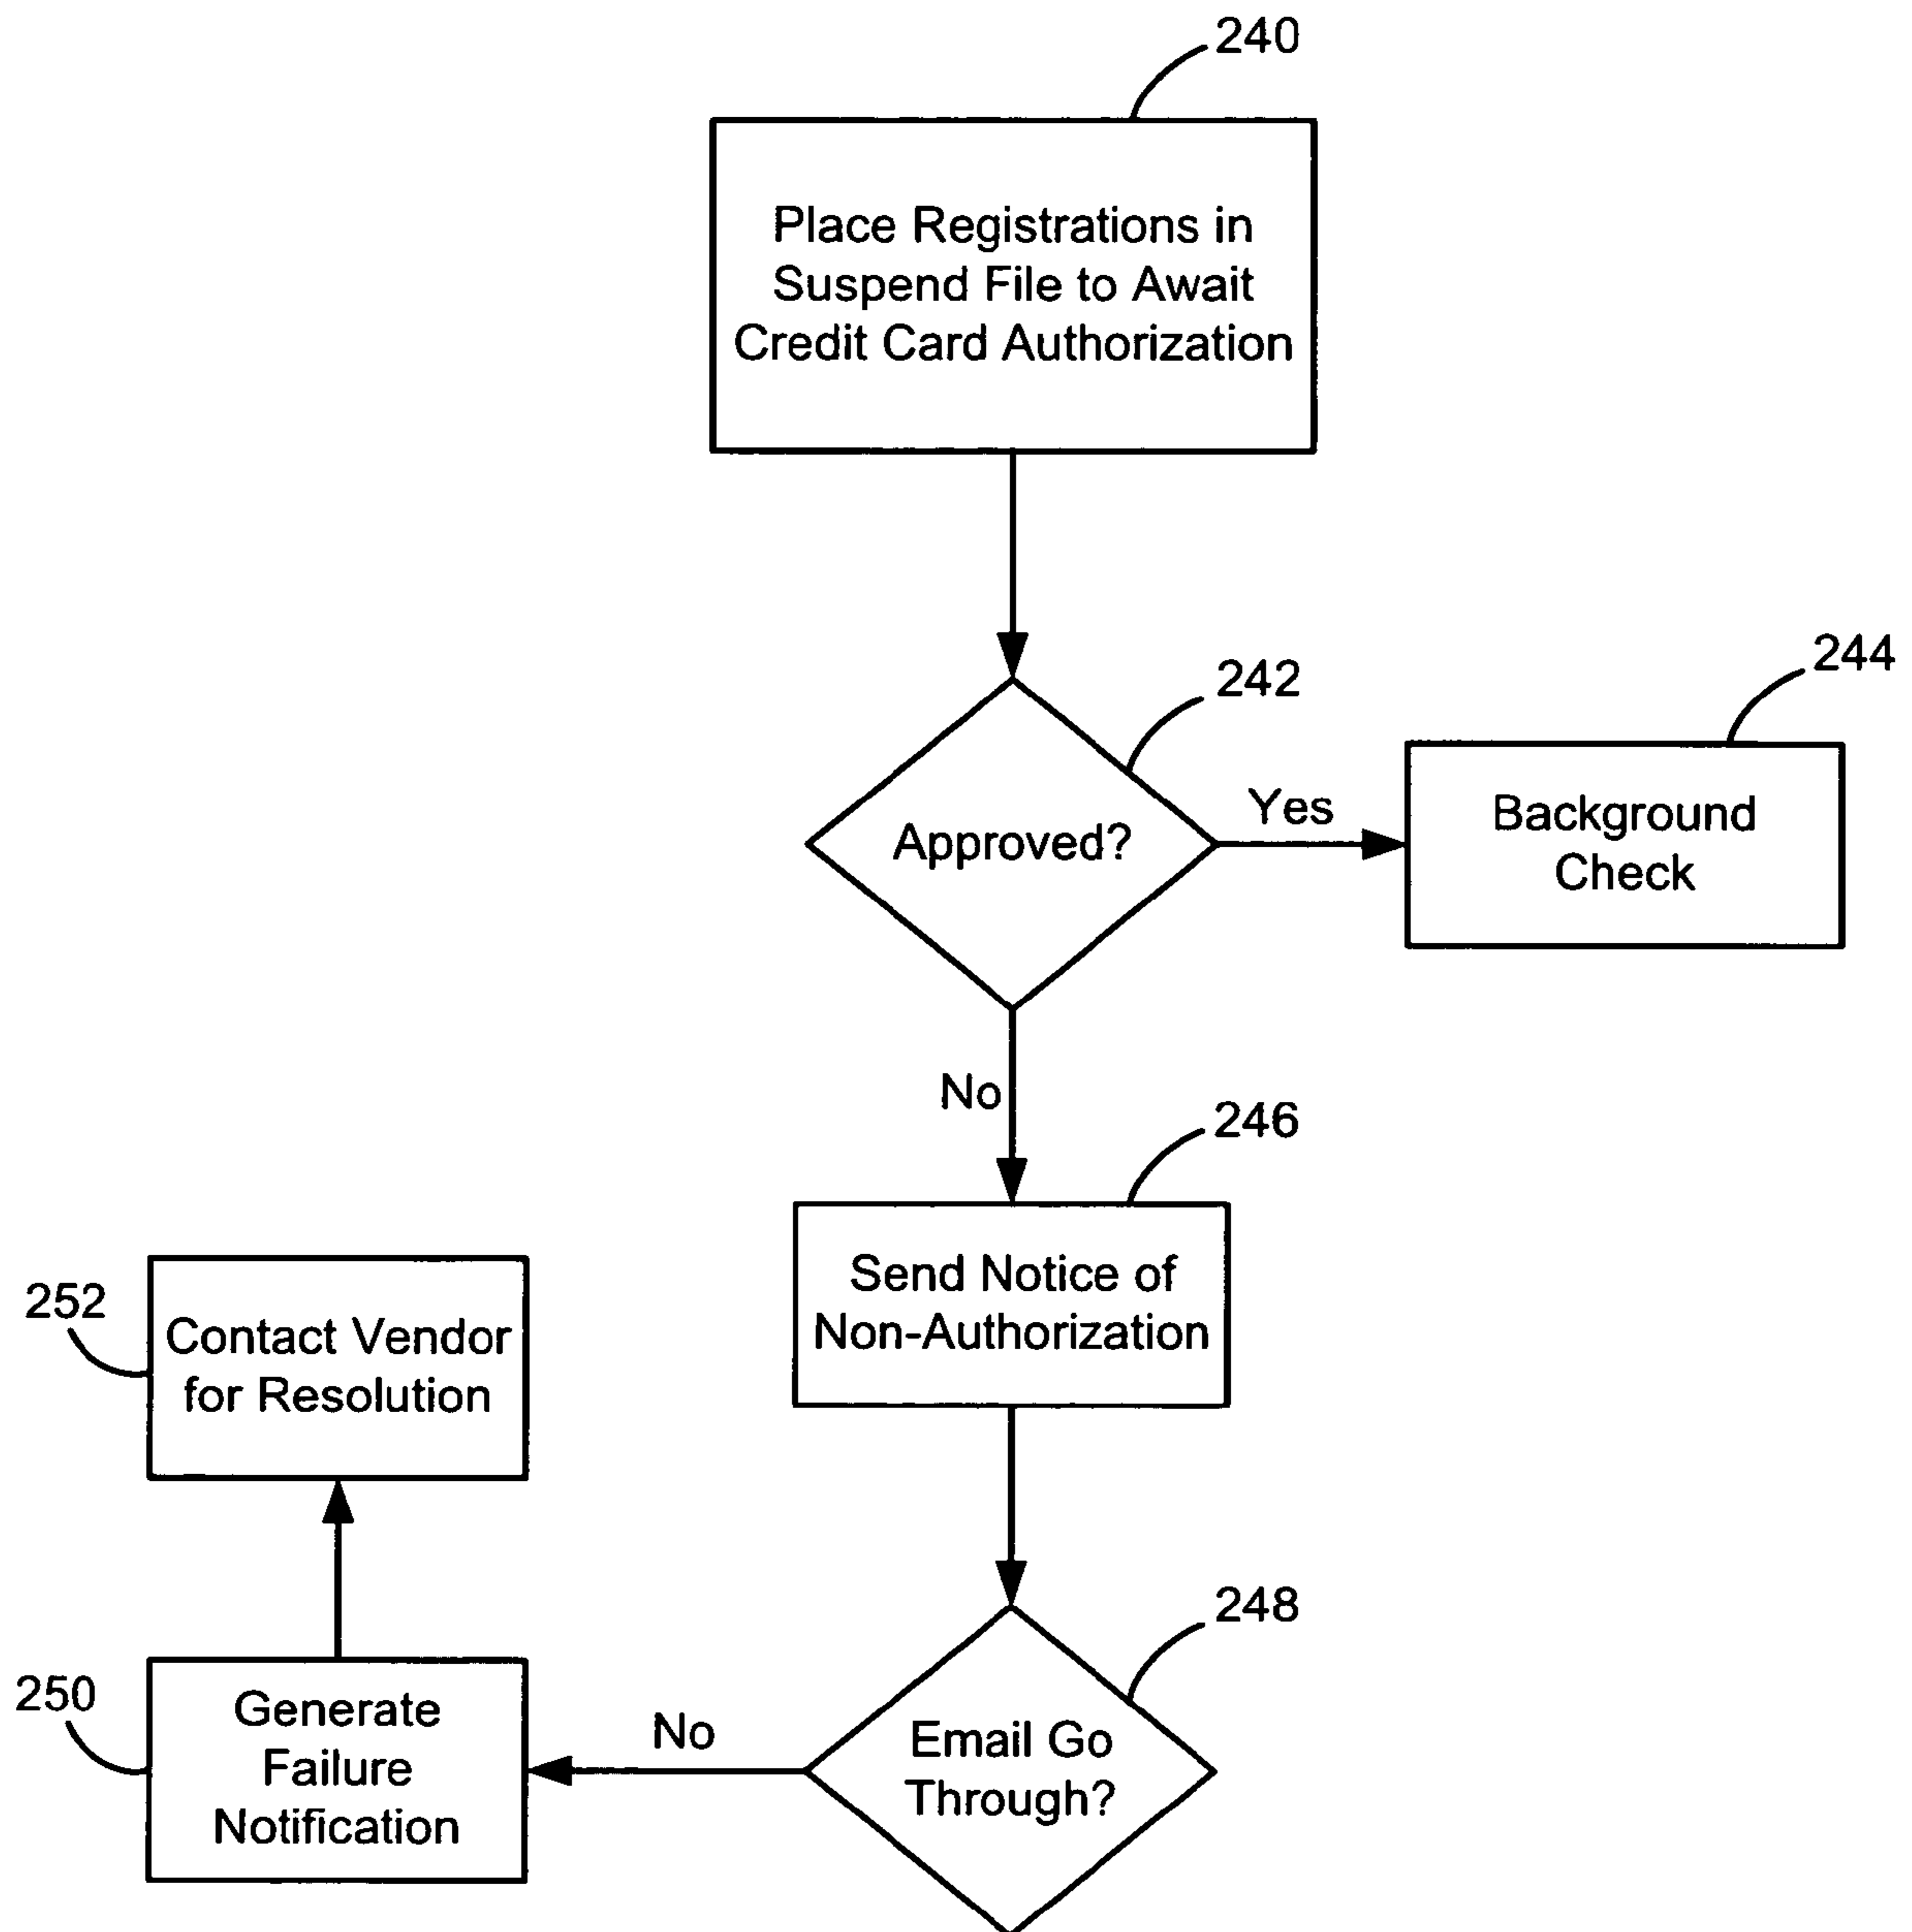 240
Place Registrations in
Suspend File to Await
Credit Card Authorization
242
244
Approved?
Yes
Background
Check
No
246
Send Notice of
Non-Authorization
252
Contact Vendor
for Resolution
248
Email Go
Through?
No
250
Generate
Failure
Notification